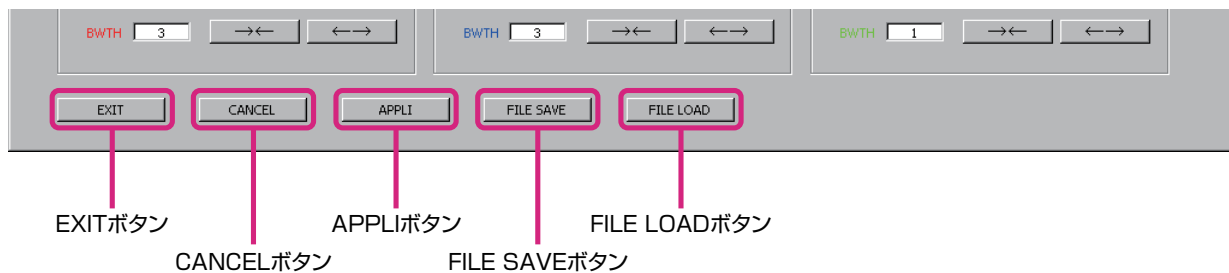 BWTH 3 →← ←→ BWTH 3 →← ←→ BWTH 1 →← ←→
EXIT CANCEL APPLI FILE SAVE FILE LOAD
EXITボタン APPLIボタン FILE LOADボタン
CANCELボタン FILE SAVEボタン